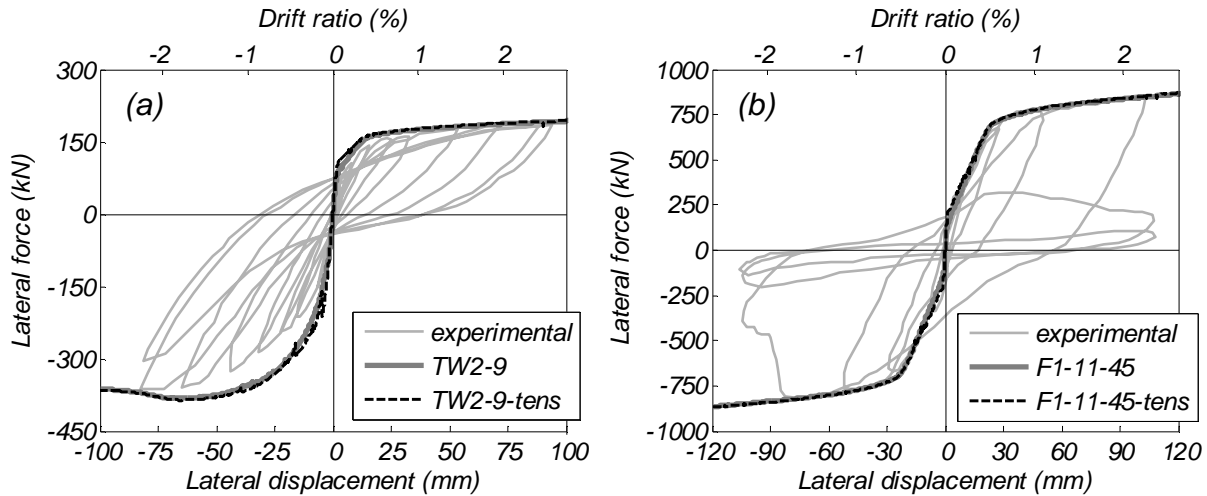 Drift ratio (%)
-2 -1 0 1 2
300
150
0
-150
-300
-450
Lateral force (kN)
(a)
experimental
TW2-9
TW2-9-tens
-100 -75 -50 -25 0 25 50 75 100
Lateral displacement (mm)
Drift ratio (%)
-2 -1 0 1 2
1000
750
500
250
0
-250
-500
-750
-1000
Lateral force (kN)
(b)
experimental
F1-11-45
F1-11-45-tens
-120 -90 -60 -30 0 30 60 90 120
Lateral displacement (mm)